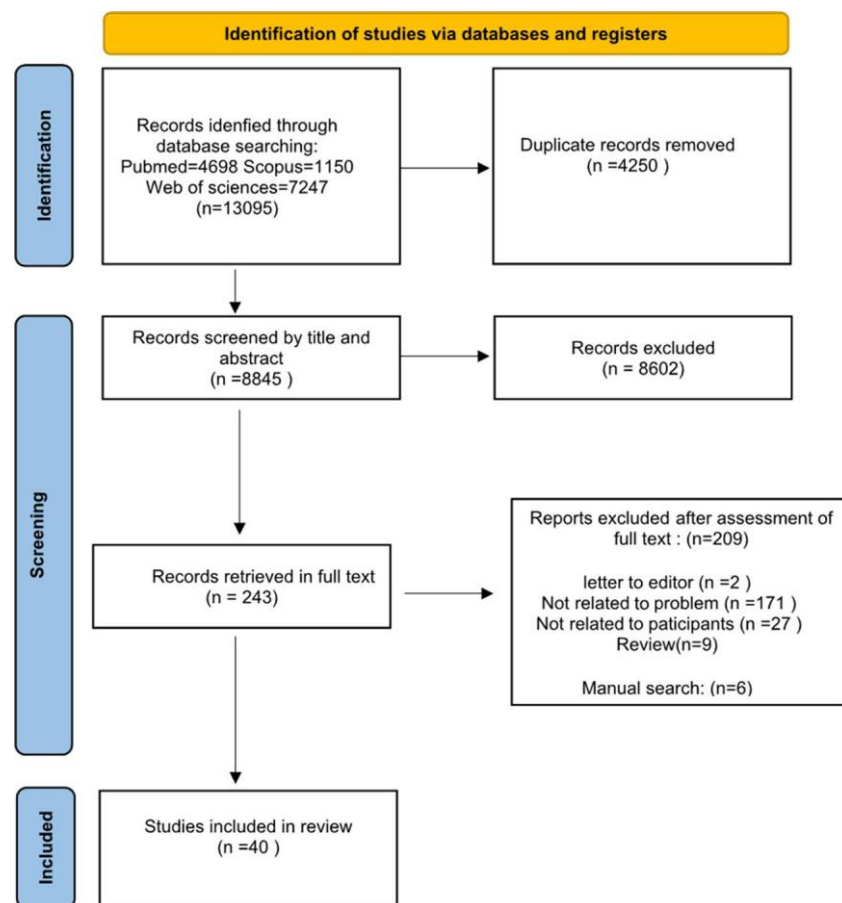 Identification of studies via databases and registers
Identification
Records idenfied through
database searching:
Pubmed=4698 Scopus=1150
Web of sciences=7247
(n=13095)
Duplicate records removed
(n =4250 )
Screening
Records screened by title and
abstract
(n =8845 )
Records excluded
(n = 8602)
Records retrieved in full text
(n = 243)
Reports excluded after assessment of
full text : (n=209)
letter to editor (n =2 )
Not related to problem (n =171 )
Not related to paticipants (n =27 )
Review(n=9)
Manual search: (n=6)
Included
Studies included in review
(n =40 )